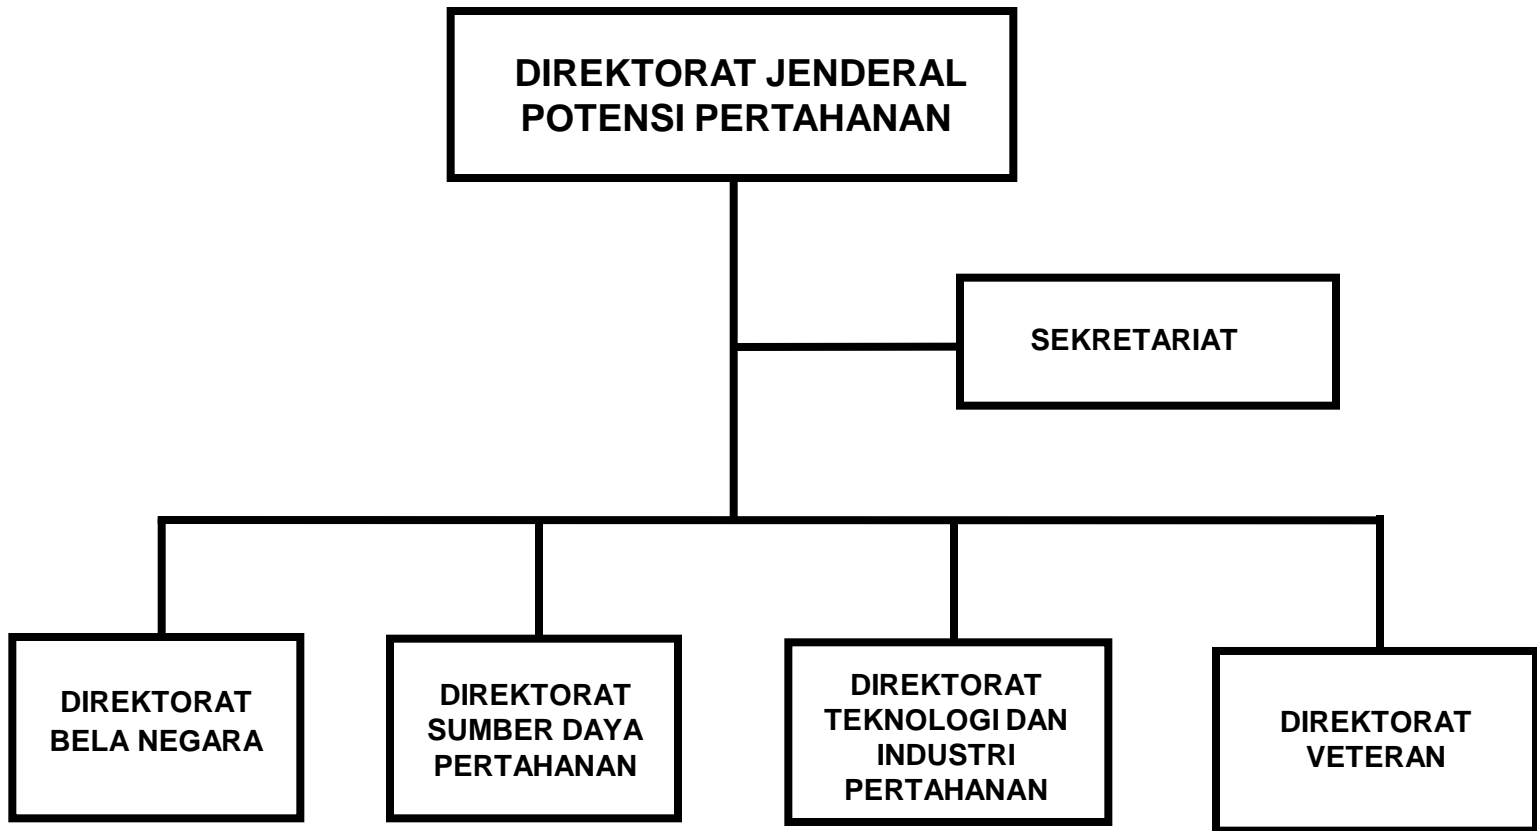 DIREKTORAT JENDERAL
POTENSI PERTAHANAN
SEKRETARIAT
DIREKTORAT
BELA NEGARA
DIREKTORAT
SUMBER DAYA
PERTAHANAN
DIREKTORAT
TEKNOLOGI DAN
INDUSTRI
PERTAHANAN
DIREKTORAT
VETERAN